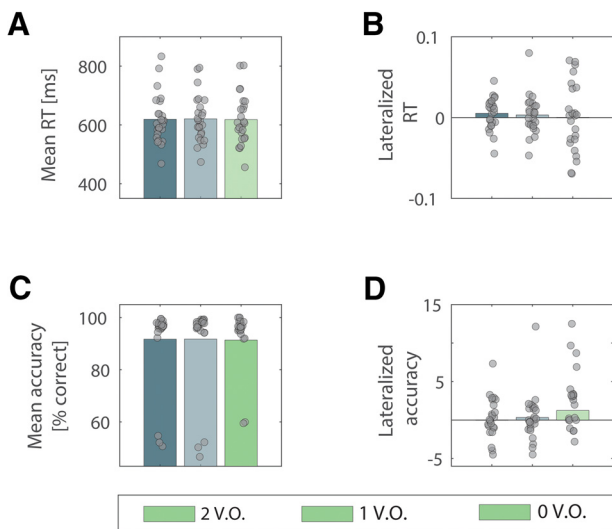 A
B
Mean RT [ms]
800
600
400
Lateralized
RT
0.1
0
-0.1
C
D
Mean accuracy
[% correct]
100
80
60
Lateralized
accuracy
15
5
-5
2 V.O.
1 V.O.
0 V.O.